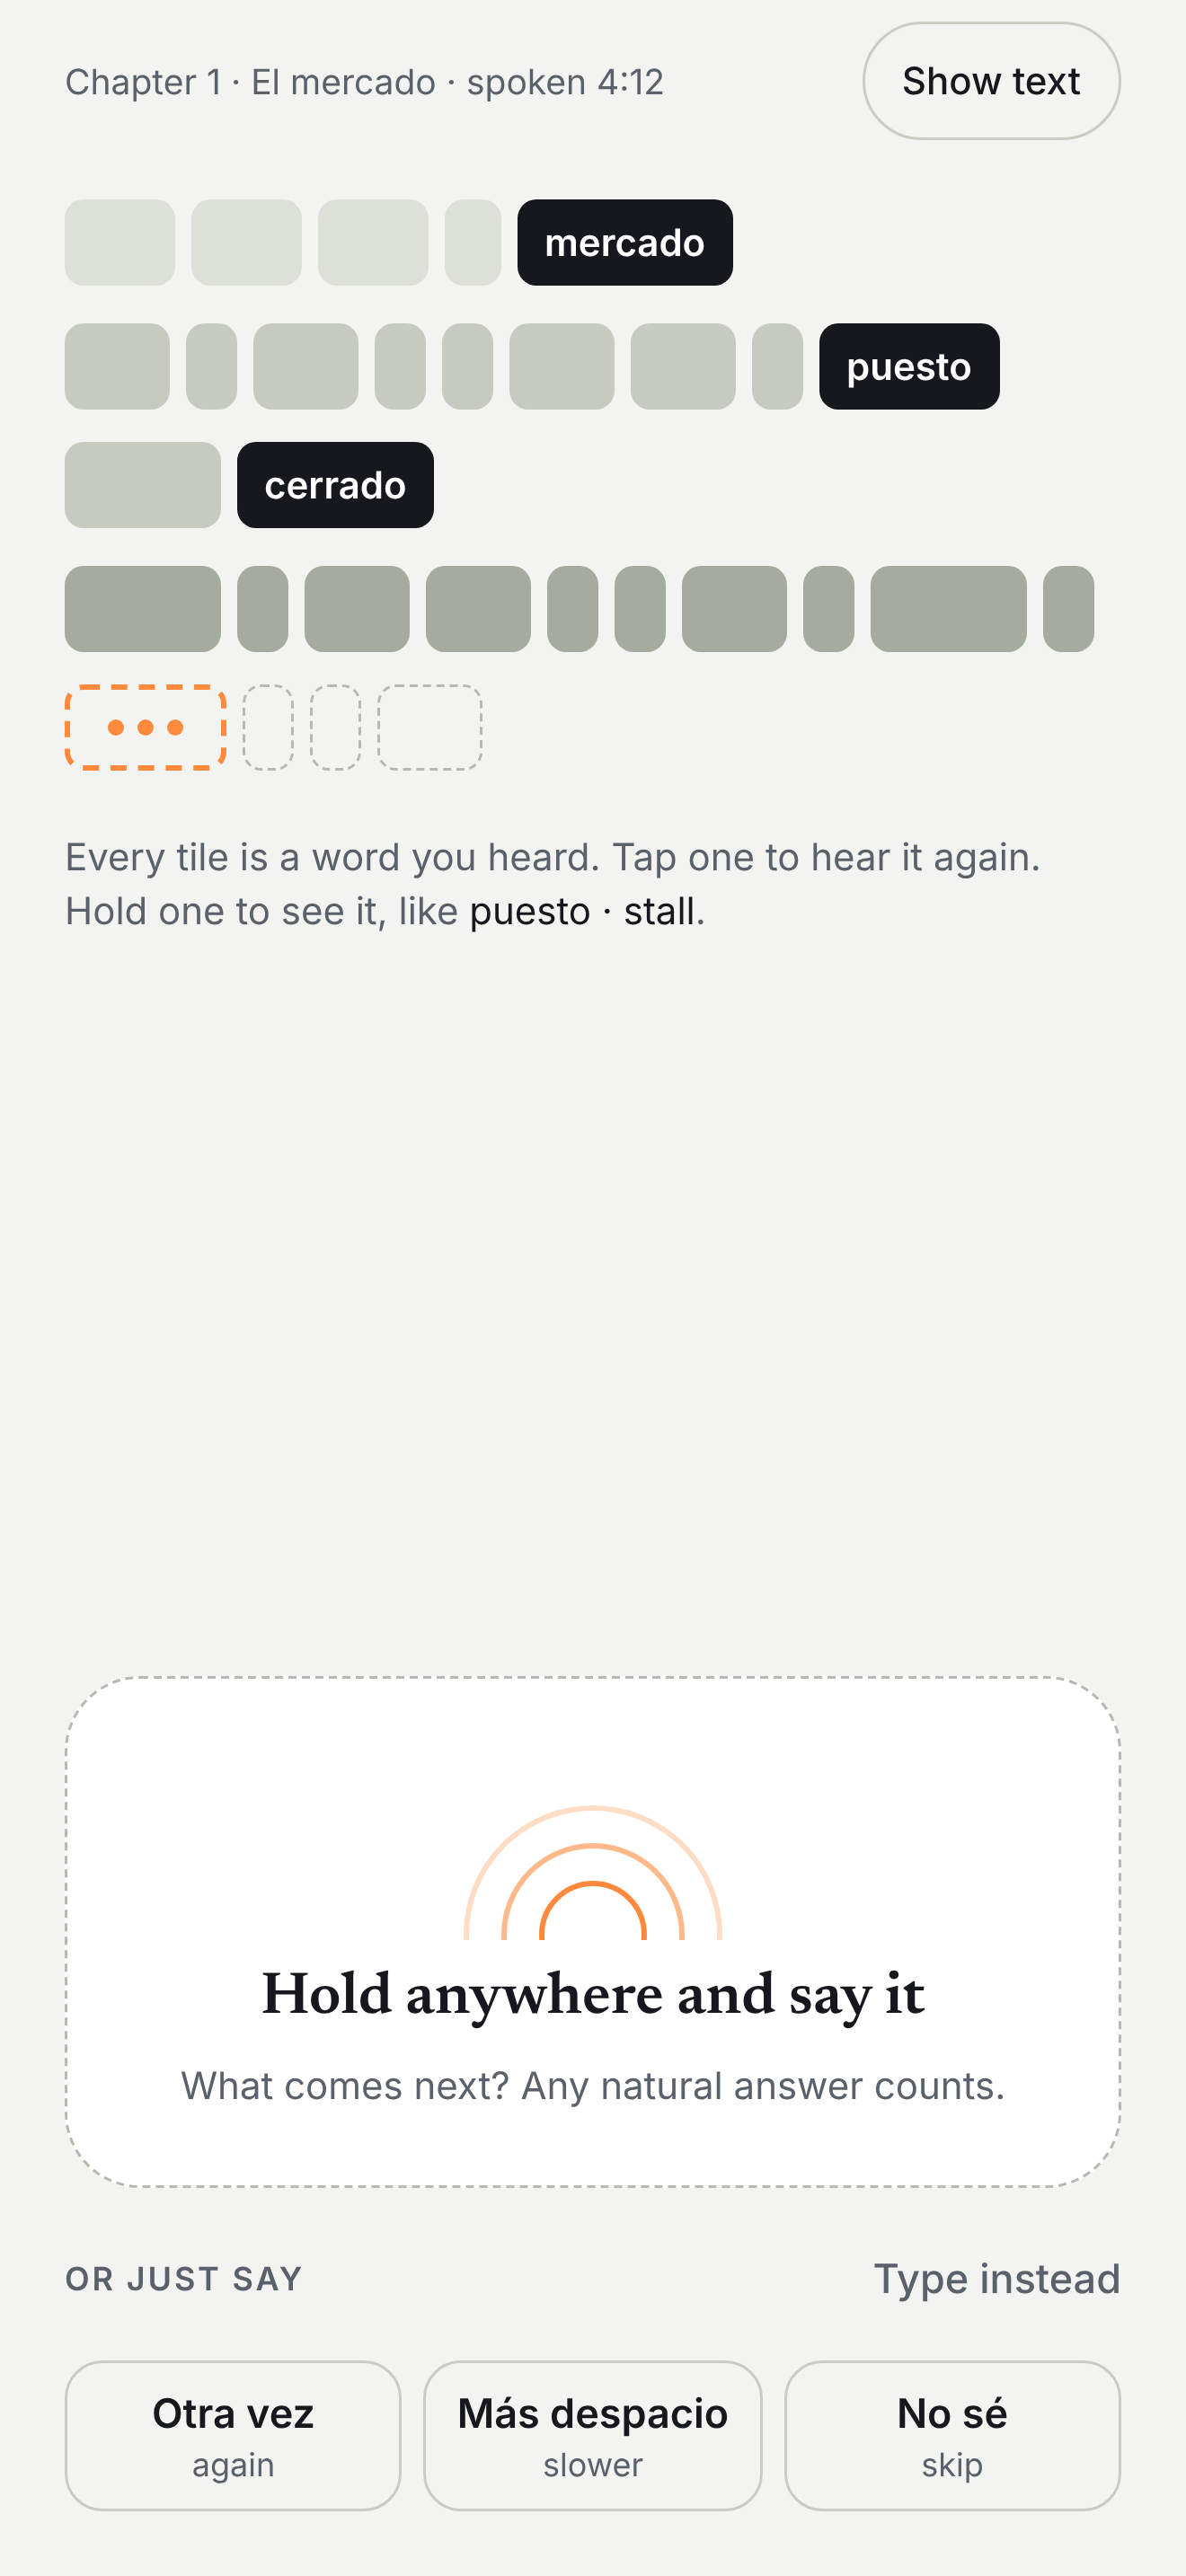 Chapter 1 · El mercado · spoken 4:12
Show text
mercado
puesto
cerrado
Every tile is a word you heard. Tap one to hear it again.
Hold one to see it, like puesto · stall.
Hold anywhere and say it
What comes next? Any natural answer counts.
OR JUST SAY
Type instead
Otra vez
again
Más despacio
slower
No sé
skip